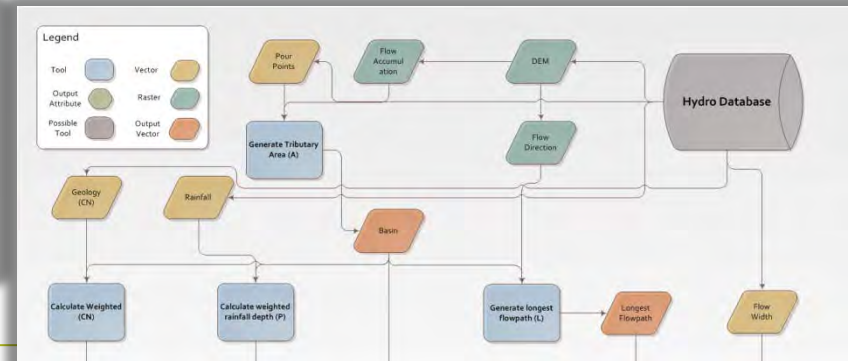 Legend
Tool
Vector
Output
Attribute
Raster
Possible
Tool
Output
Vector
Pour
Points
Flow
Accumul
ation
DEM
Hydro Database
Generate Tributary
Area (A)
Flow
Direction
Geology
(CN)
Rainfall
Basin
Calculate Weighted
(CN)
Calculate weighted
rainfall depth (P)
Generate longest
flowpath (L)
Longest
Flowpath
Flow
Width